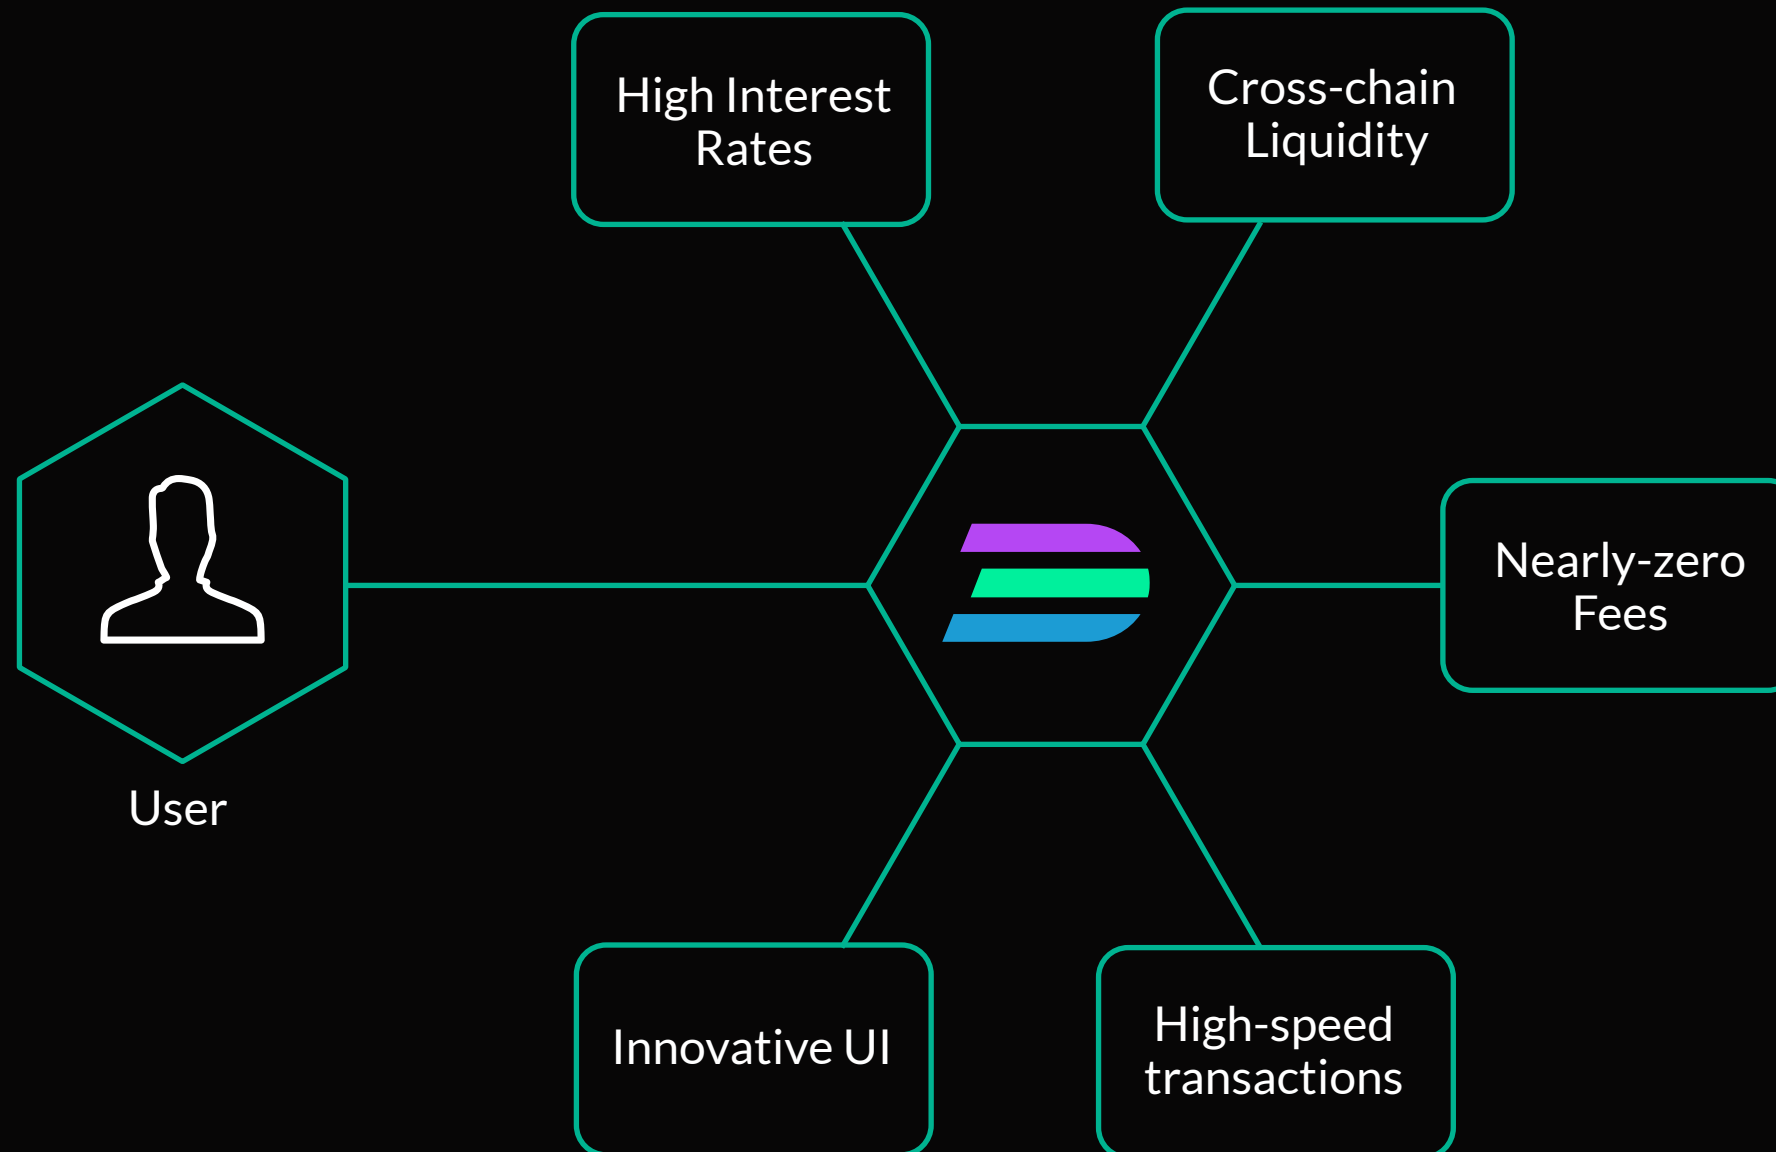 High Interest
Rates
Cross-chain
Liquidity
Nearly-zero
Fees
User
Innovative UI
High-speed
transactions